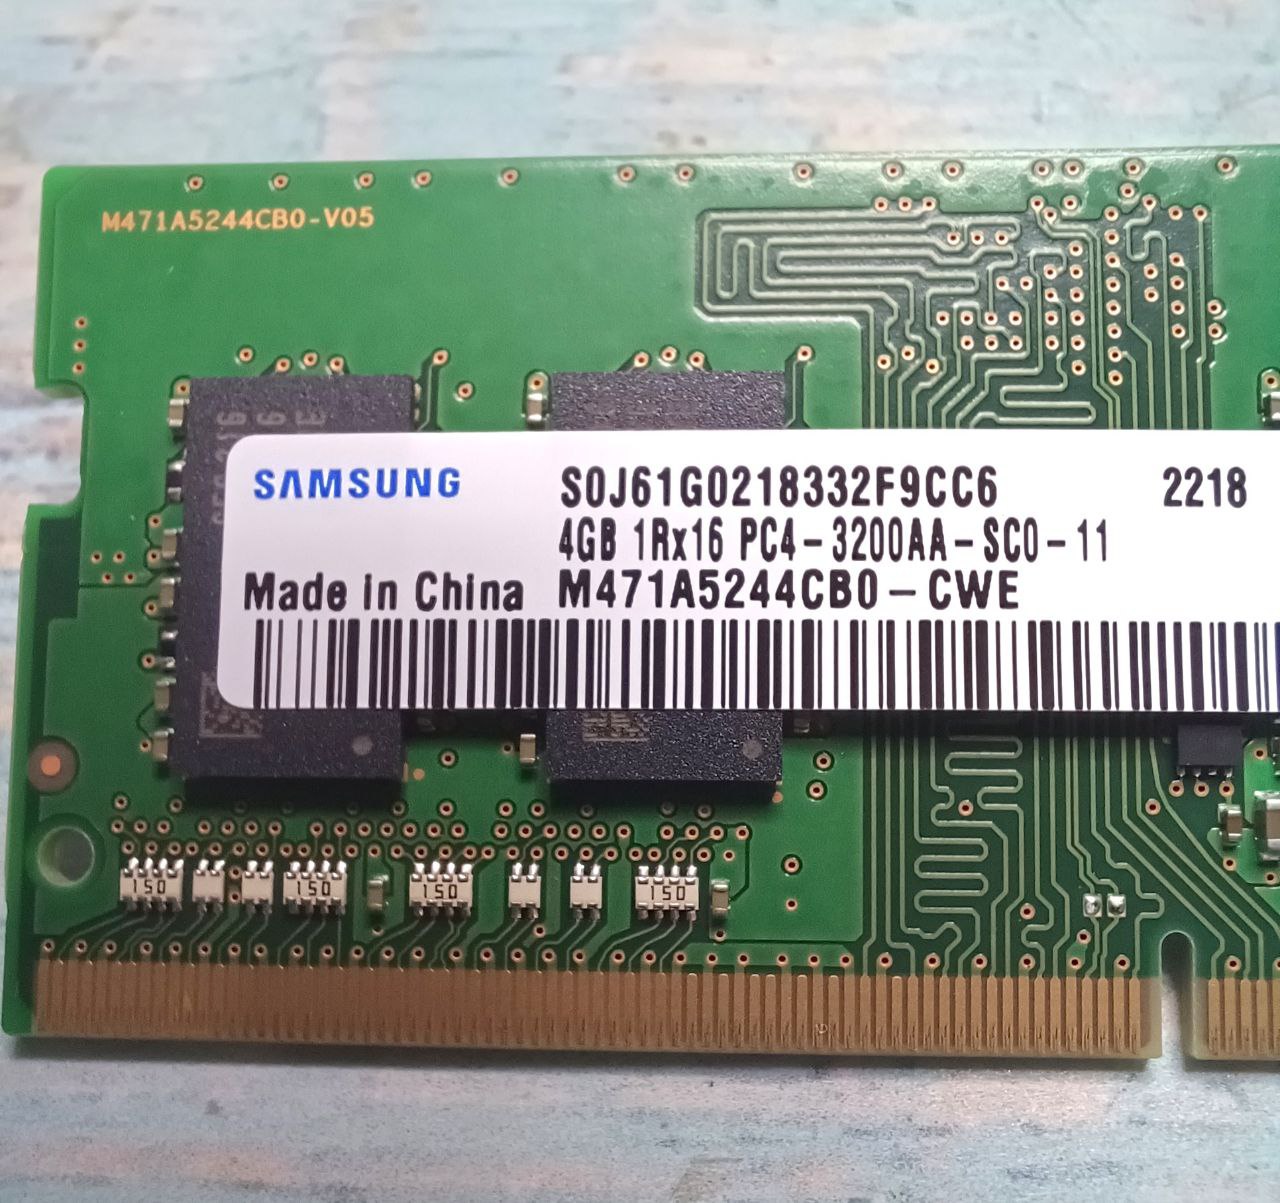 M471A5244CB0-V05
SAMSUNG
S0J61G0218332F9CC6 2218
4GB 1Rx16 PC4-3200AA-SC0-11
Made in China M471A5244CB0-CWE
150 150 150 150